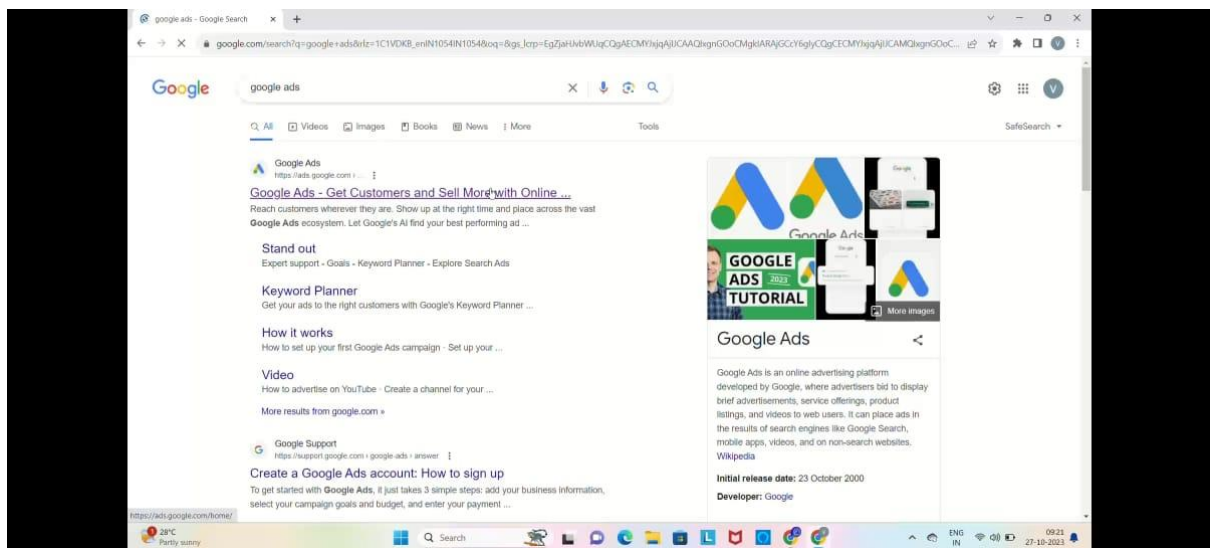 google ads - Google Search
google.com/search?q=google+ads&rlz=1C1VDKB_enIN1054IN1054&oq=&gs_lcrp=
Google
google ads
All Videos Images Books News More Tools SafeSearch
V
Google Ads
https://ads.google.com ›
Google Ads - Get Customers and Sell More with Online ...
Reach customers wherever they are. Show up at the right time and place across the vast
Google Ads ecosystem. Let Google's AI find your best performing ad ...
Stand out
Expert support - Goals - Keyword Planner - Explore Search Ads
Keyword Planner
Get your ads to the right customers with Google's Keyword Planner ...
How it works
How to set up your first Google Ads campaign · Set up your ...
Video
How to advertise on YouTube · Create a channel for your ...
More results from google.com »
Google Support
https://support.google.com › google-ads › answer
Create a Google Ads account: How to sign up
To get started with Google Ads, it just takes 3 simple steps: add your business information,
select your campaign goals and budget, and enter your payment ...
Google Ads
GOOGLE
ADS 2023
TUTORIAL
More images
Google Ads
Google Ads is an online advertising platform
developed by Google, where advertisers bid to display
brief advertisements, service offerings, product
listings, and videos to web users. It can place ads in
the results of search engines like Google Search,
mobile apps, videos, and on non-search websites.
Wikipedia
Initial release date: 23 October 2000
Developer: Google
https://ads.google.com/home/
28°C
Partly sunny
Search
ENG
IN
09:21
27-10-2023